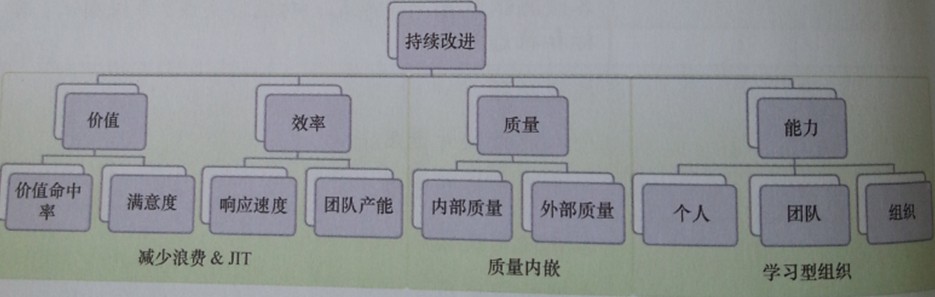 持续改进
价值
效率
质量
能力
价值命中
率
满意度
响应速度
团队产能
内部质量
外部质量
个人
团队
组织
减少浪费 & JIT
质量内嵌
学习型组织